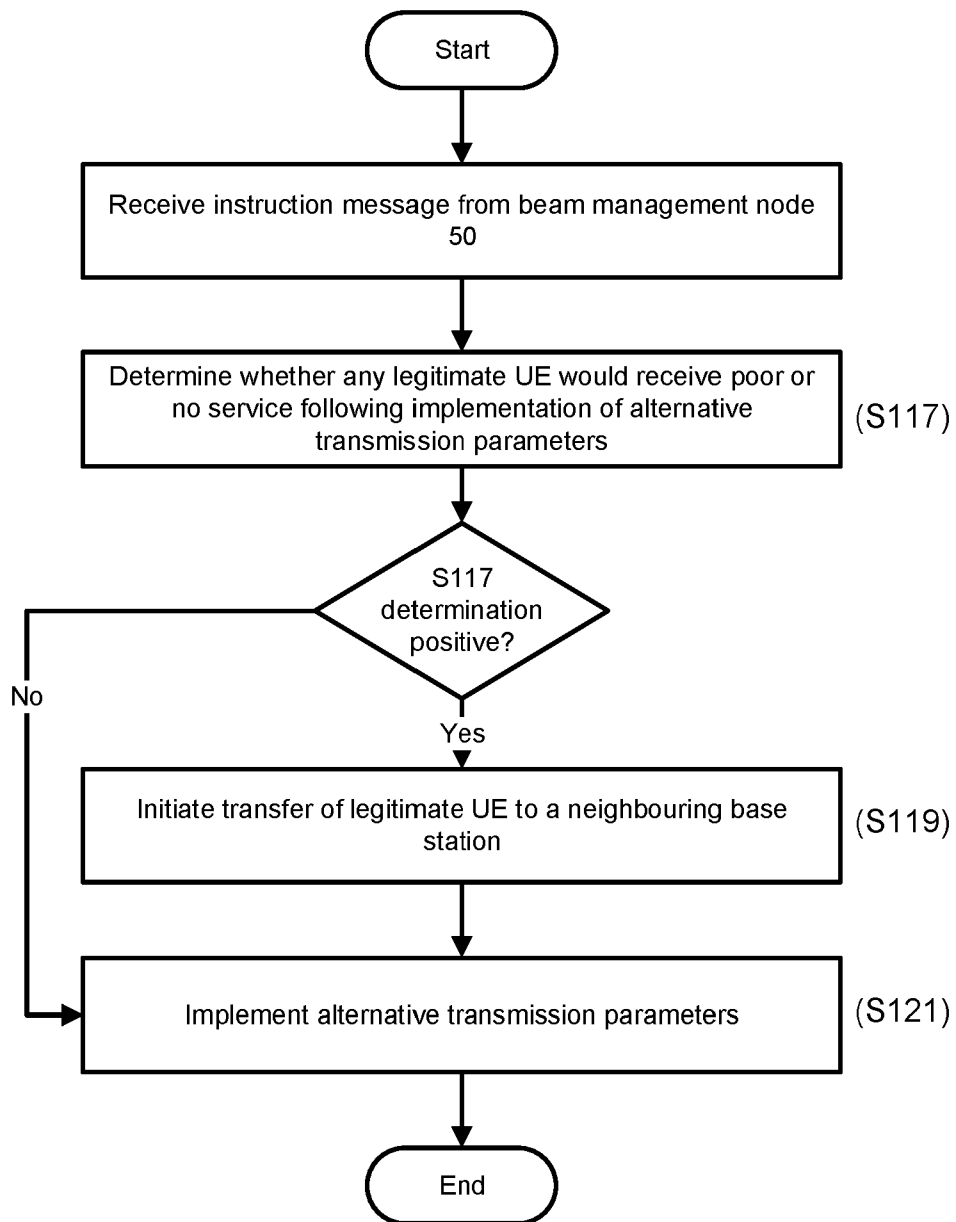 Start
Receive instruction message from beam management node
50
Determine whether any legitimate UE would receive poor or
no service following implementation of alternative
transmission parameters
(S117)
S117
determination
positive?
No
Yes
Initiate transfer of legitimate UE to a neighbouring base
station
(S119)
Implement alternative transmission parameters
(S121)
End